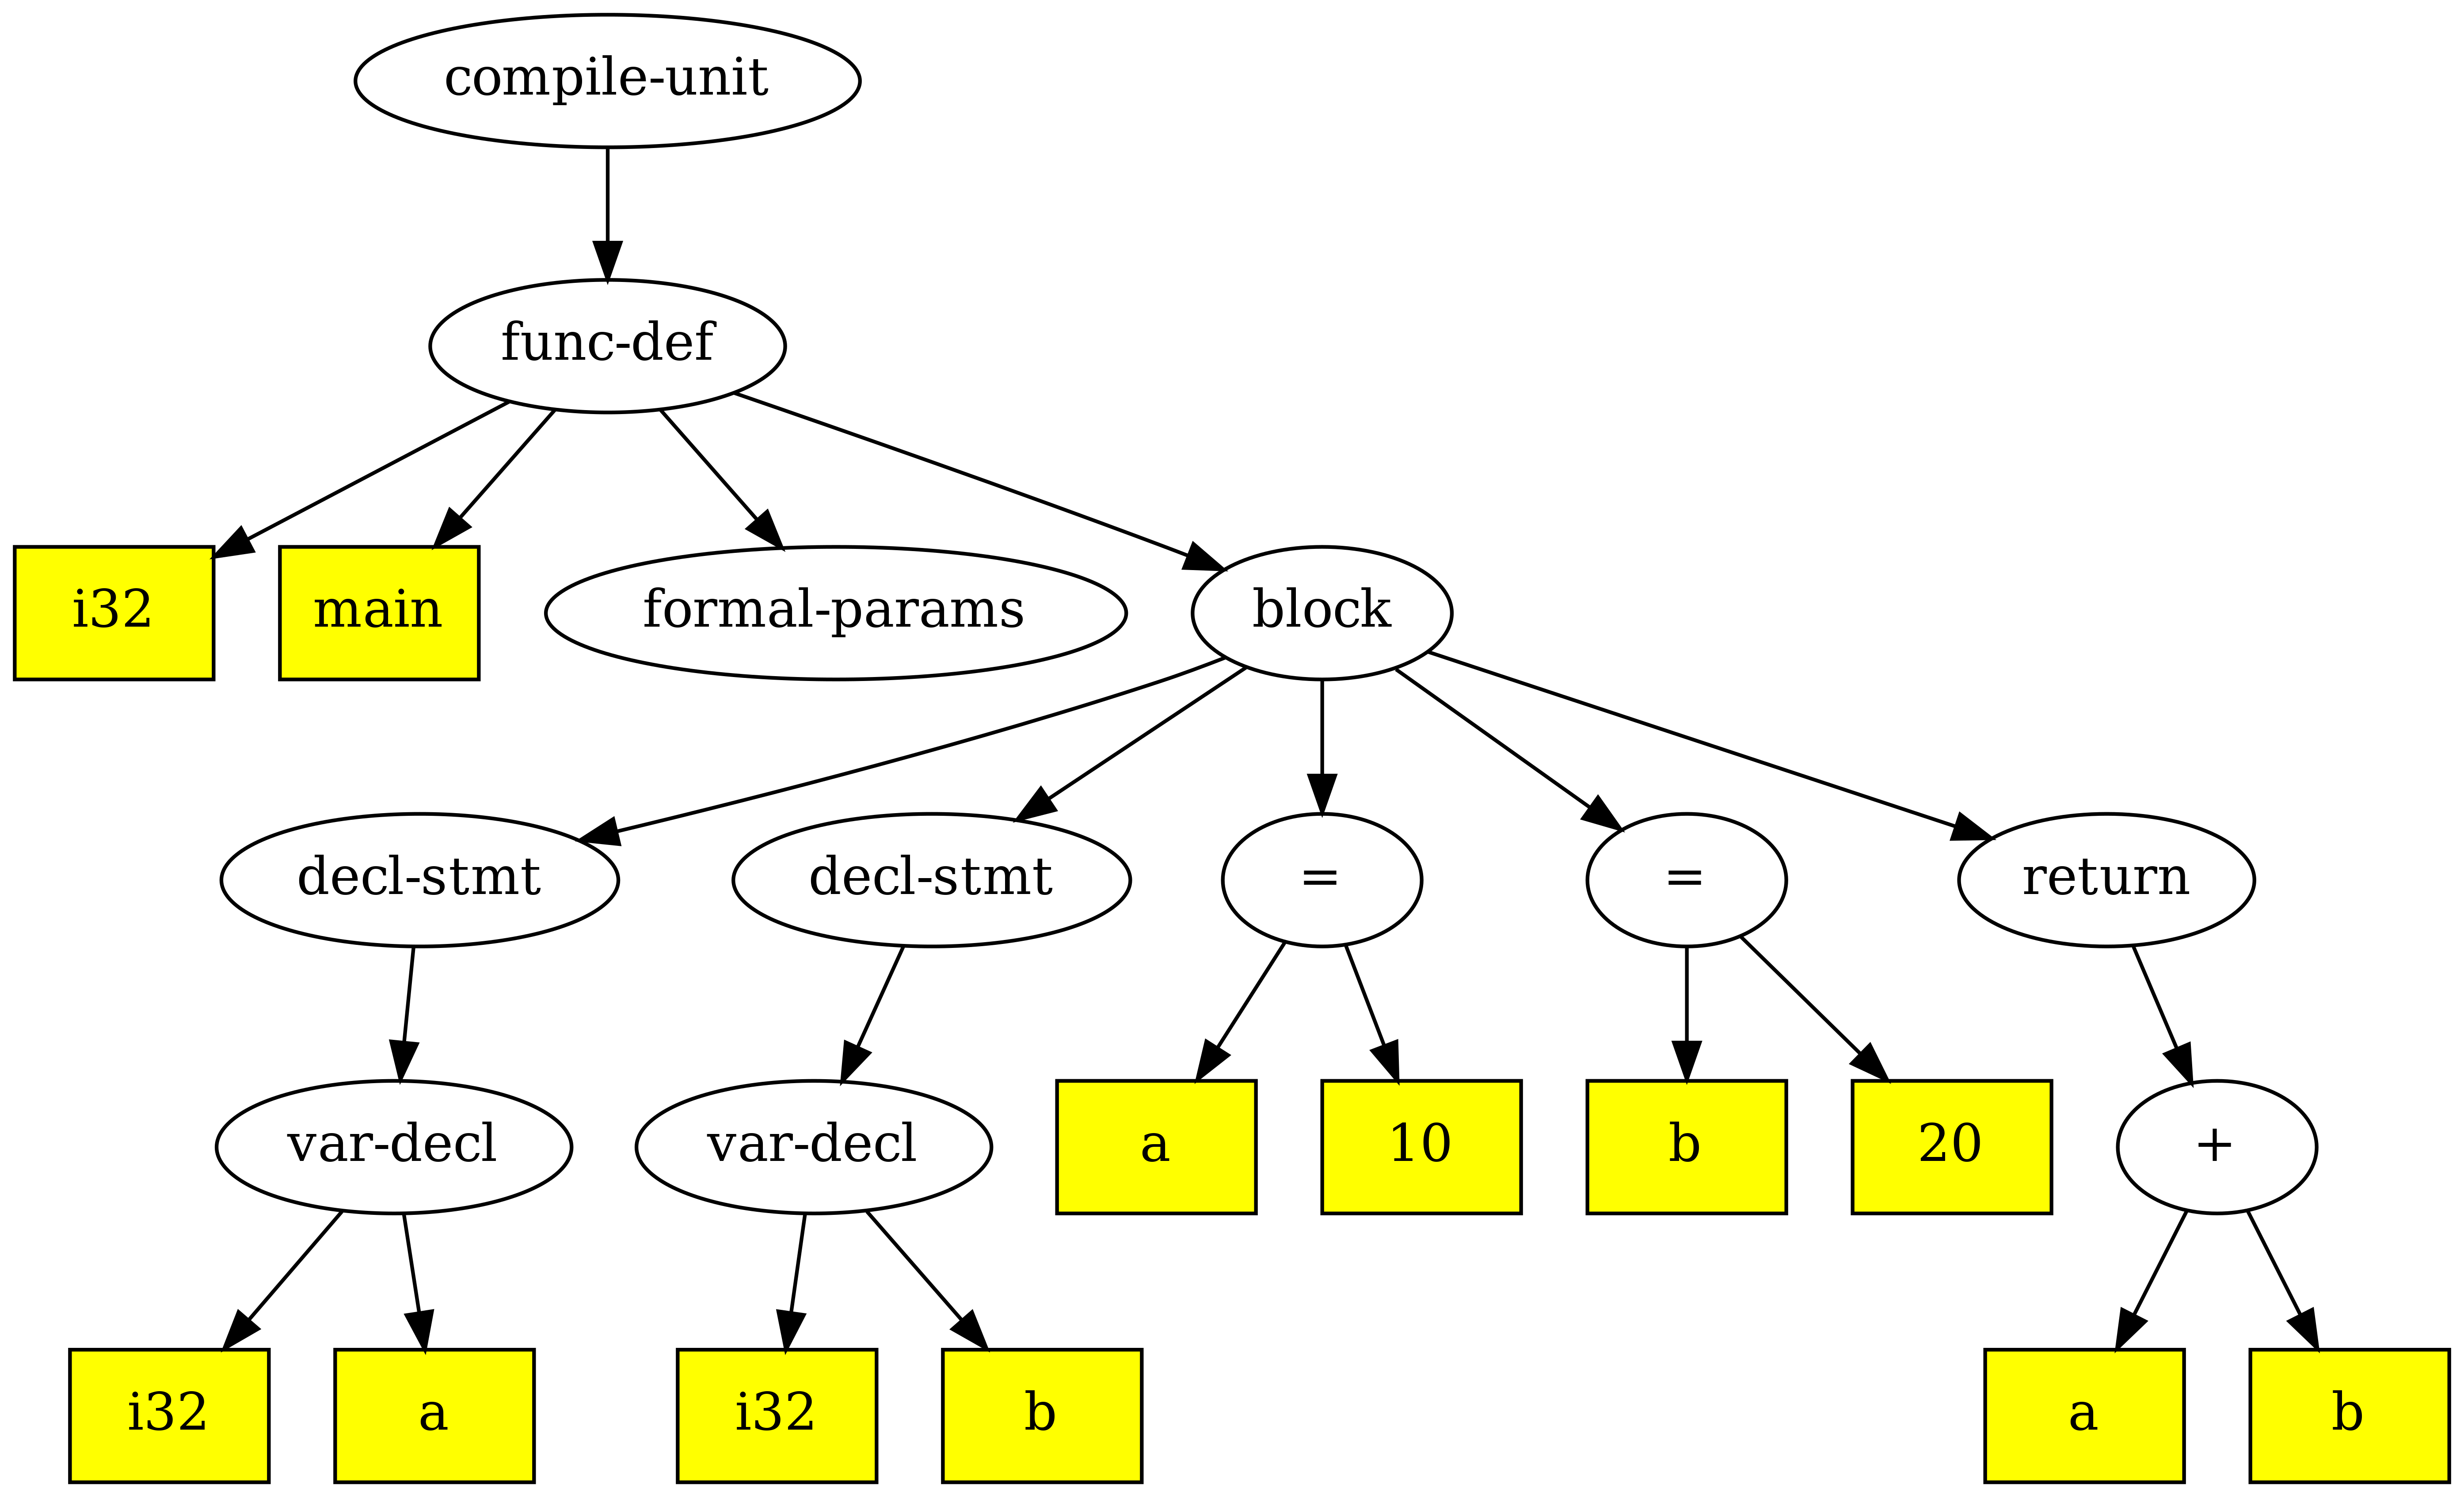 compile-unit
func-def
i32
main
formal-params
block
decl-stmt
decl-stmt
=
=
return
var-decl
var-decl
a
10
b
20
+
i32
a
i32
b
a
b